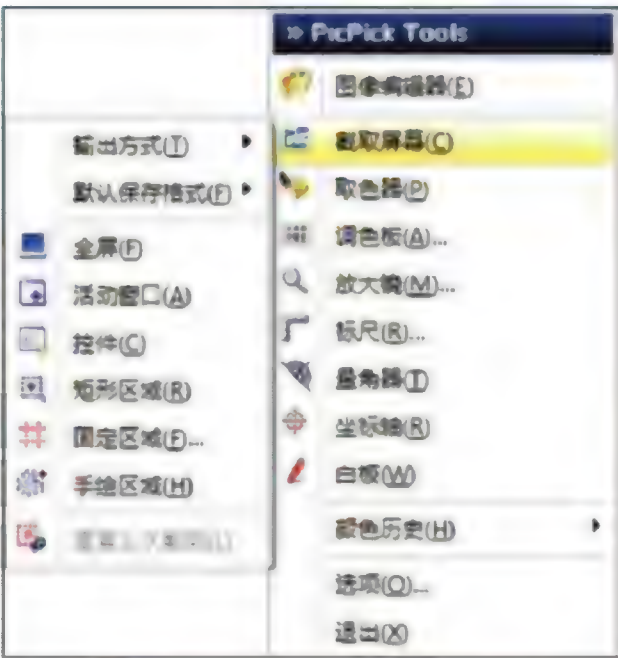 » PicPick Tools
图像编辑器(E)
截取屏幕(C)
取色器(P)
调色板(A)...
放大镜(M)...
标尺(R)...
量角器(T)
坐标轴(R)
白板(W)
颜色历史(H)
选项(O)...
退出(X)
输出方式(T)
默认保存格式(F)
全屏(F)
活动窗口(A)
控件(C)
矩形区域(R)
固定区域(F)...
手绘区域(H)